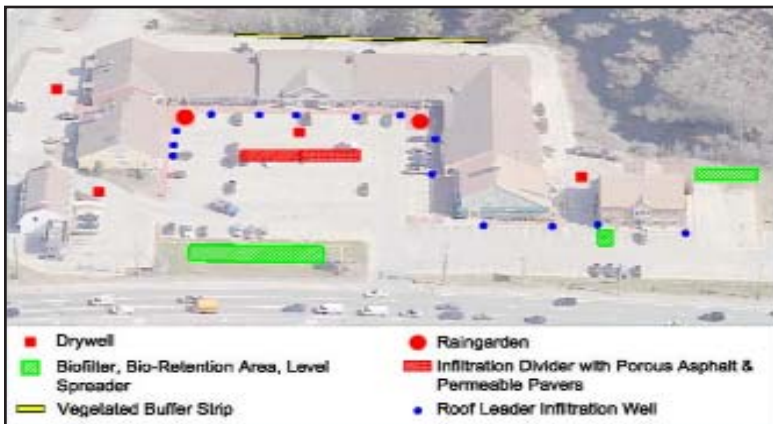 Drywell
Biofilter, Bio-Retention Area, Level
Spreader
Vegetated Buffer Strip
Raingarden
Infiltration Divider with Porous Asphalt &
Permeable Pavers
Roof Leader Infiltration Well